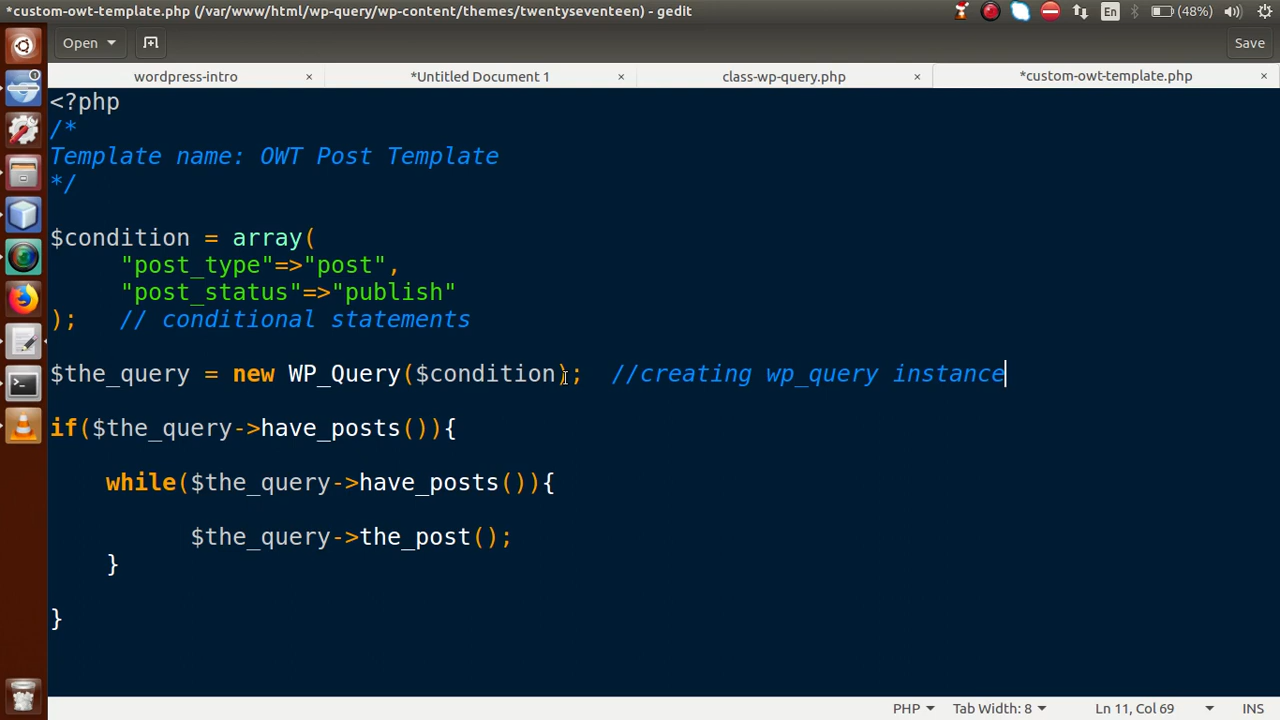 *custom-owt-template.php (/var/www/html/wp-query/wp-content/themes/twentyseventeen) - gedit
En (48%)
Open Save
wordpress-intro × *Untitled Document 1 × class-wp-query.php × *custom-owt-template.php ×
<?php
/*
Template name: OWT Post Template
*/
$condition = array(
"post_type"=>"post",
"post_status"=>"publish"
); // conditional statements
$the_query = new WP_Query($condition); //creating wp_query instance
if($the_query->have_posts()){
while($the_query->have_posts()){
$the_query->the_post();
}
}
PHP Tab Width: 8 Ln 11, Col 69 INS